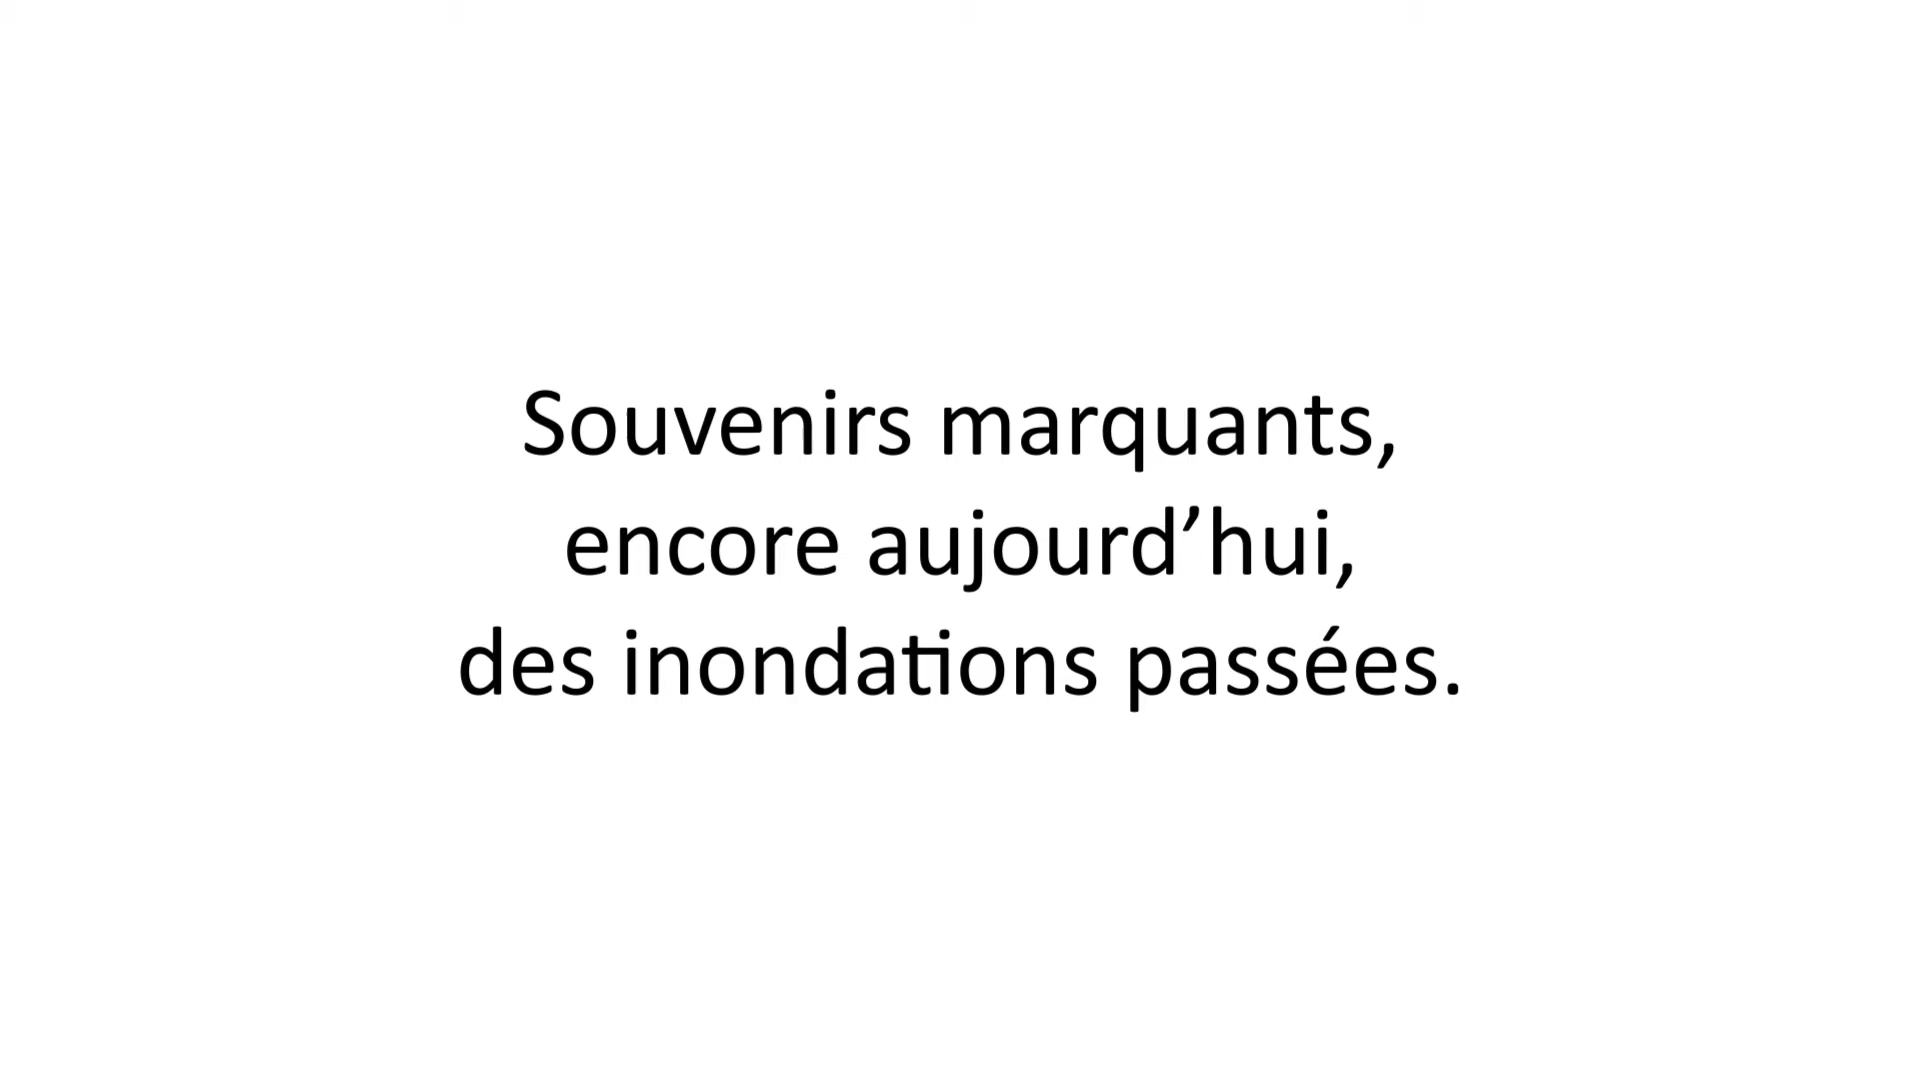 Souvenirs marquants,
encore aujourd’hui,
des inondations passées.